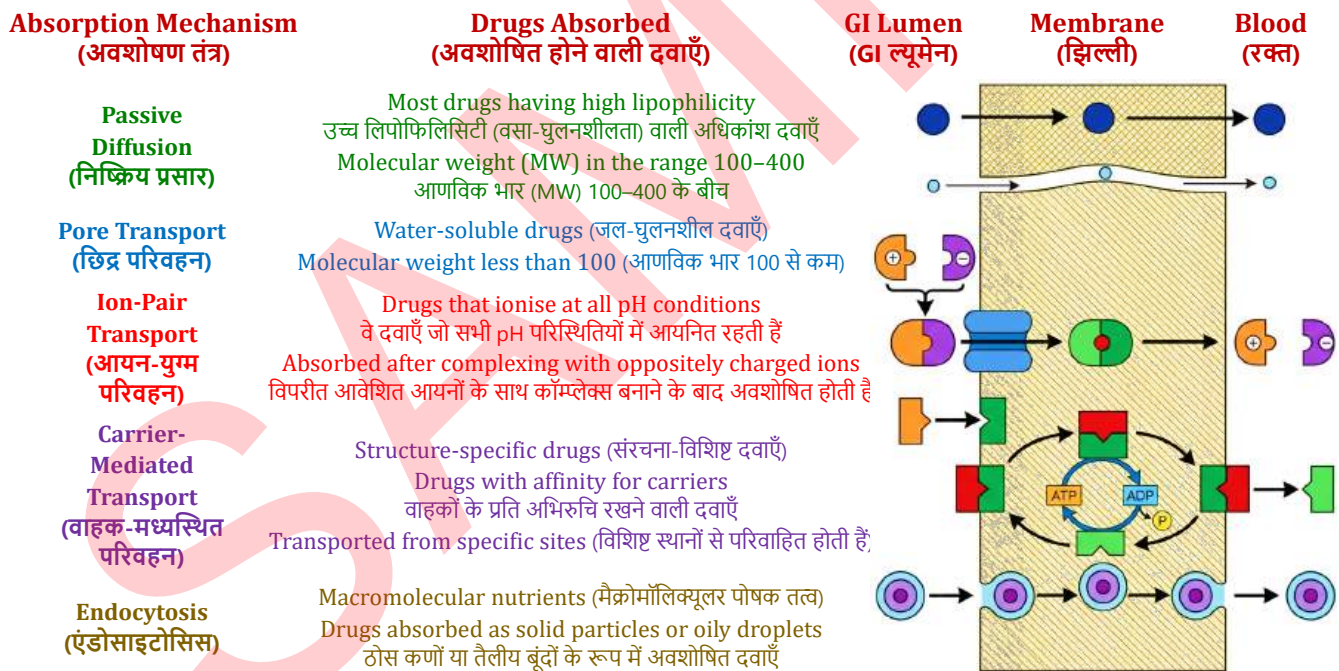 Absorption Mechanism
(अवशोषण तंत्र)
Drugs Absorbed
(अवशोषित होने वाली दवाएँ)
GI Lumen
(GI ल्यूमेन)
Membrane
(झिल्ली)
Blood
(रक्त)
Passive
Diffusion
(निष्क्रिय प्रसार)
Most drugs having high lipophilicity
उच्च लिपोफिलिसिटी (वसा-घुलनशीलता) वाली अधिकांश दवाएँ
Molecular weight (MW) in the range 100–400
आणविक भार (MW) 100–400 के बीच
Pore Transport
(छिद्र परिवहन)
Water-soluble drugs (जल-घुलनशील दवाएँ)
Molecular weight less than 100 (आणविक भार 100 से कम)
Ion-Pair
Transport
(आयन-युग्म
परिवहन)
Drugs that ionise at all pH conditions
वे दवाएँ जो सभी pH परिस्थितियों में आयनित रहती हैं
Absorbed after complexing with oppositely charged ions
विपरीत आवेशित आयनों के साथ कॉम्प्लेक्स बनाने के बाद अवशोषित होती हैं
+ −
+ −
Carrier-
Mediated
Transport
(वाहक-मध्यस्थित
परिवहन)
Structure-specific drugs (संरचना-विशिष्ट दवाएँ)
Drugs with affinity for carriers
वाहकों के प्रति अभिरुचि रखने वाली दवाएँ
Transported from specific sites (विशिष्ट स्थानों से परिवाहित होती हैं)
ATP ADP
P
Endocytosis
(एंडोसाइटोसिस)
Macromolecular nutrients (मैक्रोमॉलिक्यूलर पोषक तत्व)
Drugs absorbed as solid particles or oily droplets
ठोस कणों या तैलीय बूंदों के रूप में अवशोषित दवाएँ
SAM